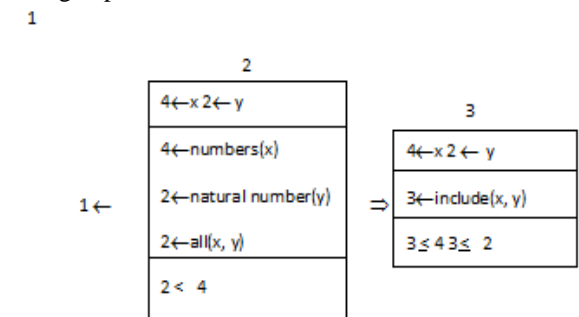 1
2
4←x 2← y
4←numbers(x)
2←natural number(y)
2←all(x, y)
2 < 4
1←
⇒
3
4←x 2 ← y
3←include(x, y)
3 ≤ 4 3 ≤ 2